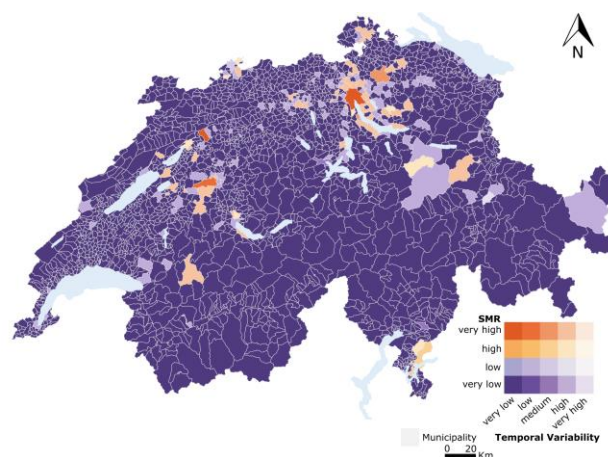 N
SMR
very high
high
low
very low
very low
low
medium
high
very high
Municipality
Temporal Variability
0 20
Km